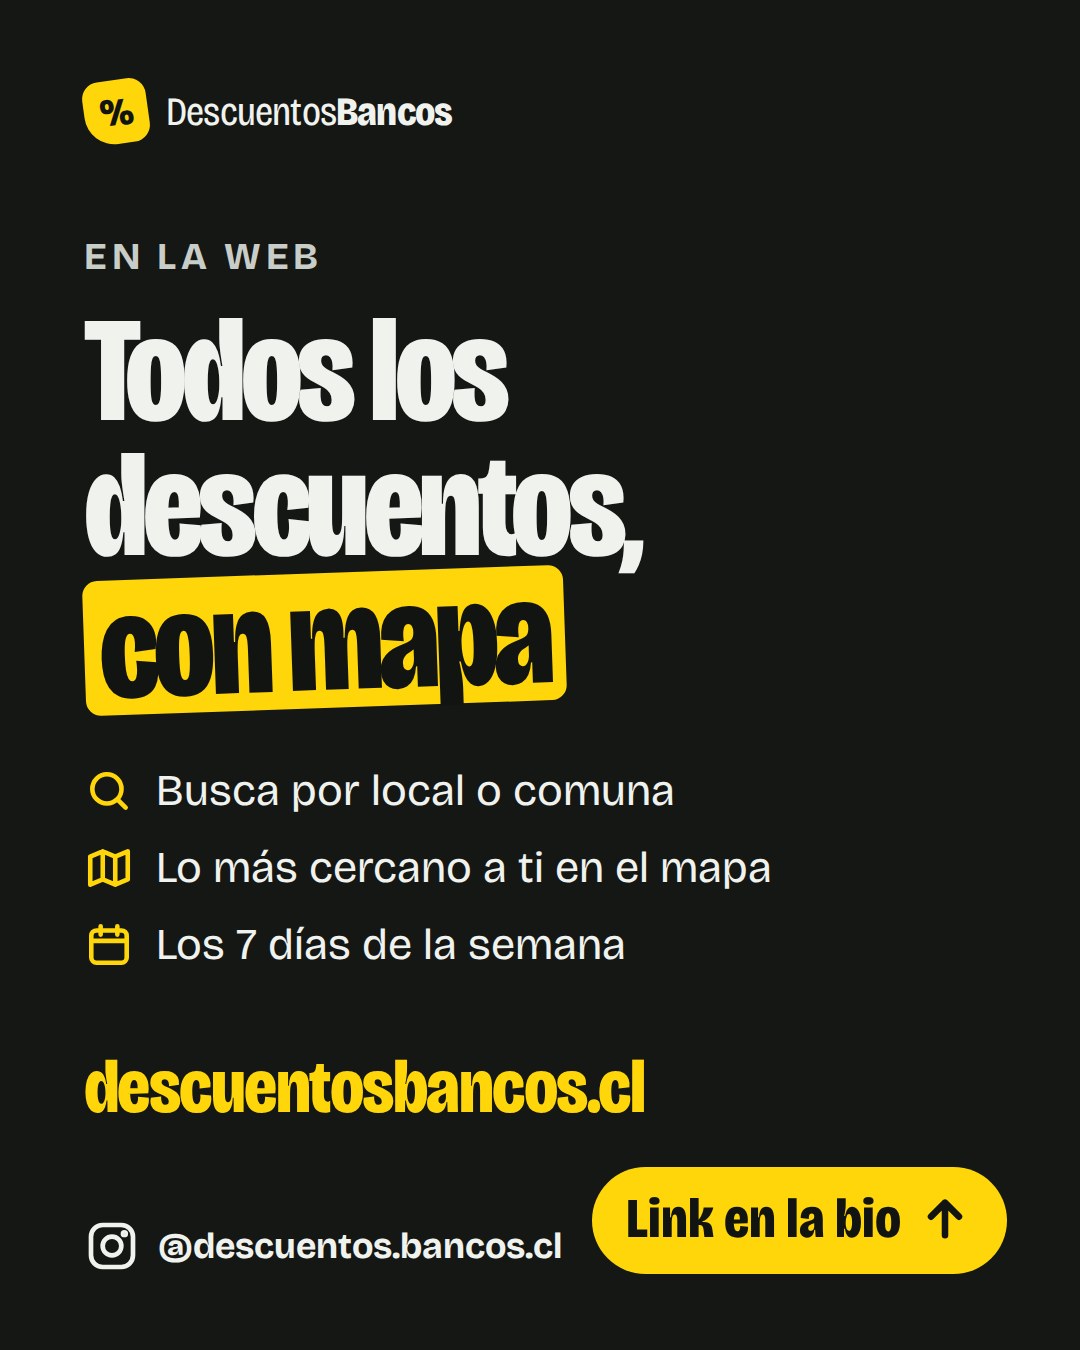 % DescuentosBancos
EN LA WEB
Todos los
descuentos,
con mapa
Busca por local o comuna
Lo más cercano a ti en el mapa
Los 7 días de la semana
descuentosbancos.cl
@descuentos.bancos.cl
Link en la bio ↑